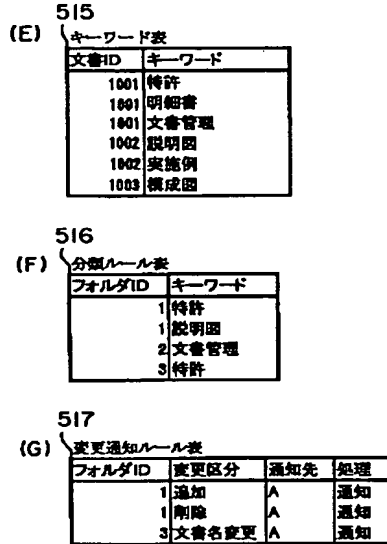 515
(E) キーワード表
文書ID キーワード
1001 特許
1001 明細書
1001 文書管理
1002 説明図
1002 実施例
1003 構成図
516
(F) 分類ルール表
フォルダID キーワード
1 特許
1 説明図
2 文書管理
3 特許
517
(G) 変更通知ルール表
フォルダID 変更区分 通知先 処理
1 追加 A 通知
1 削除 A 通知
3 文書名変更 A 通知